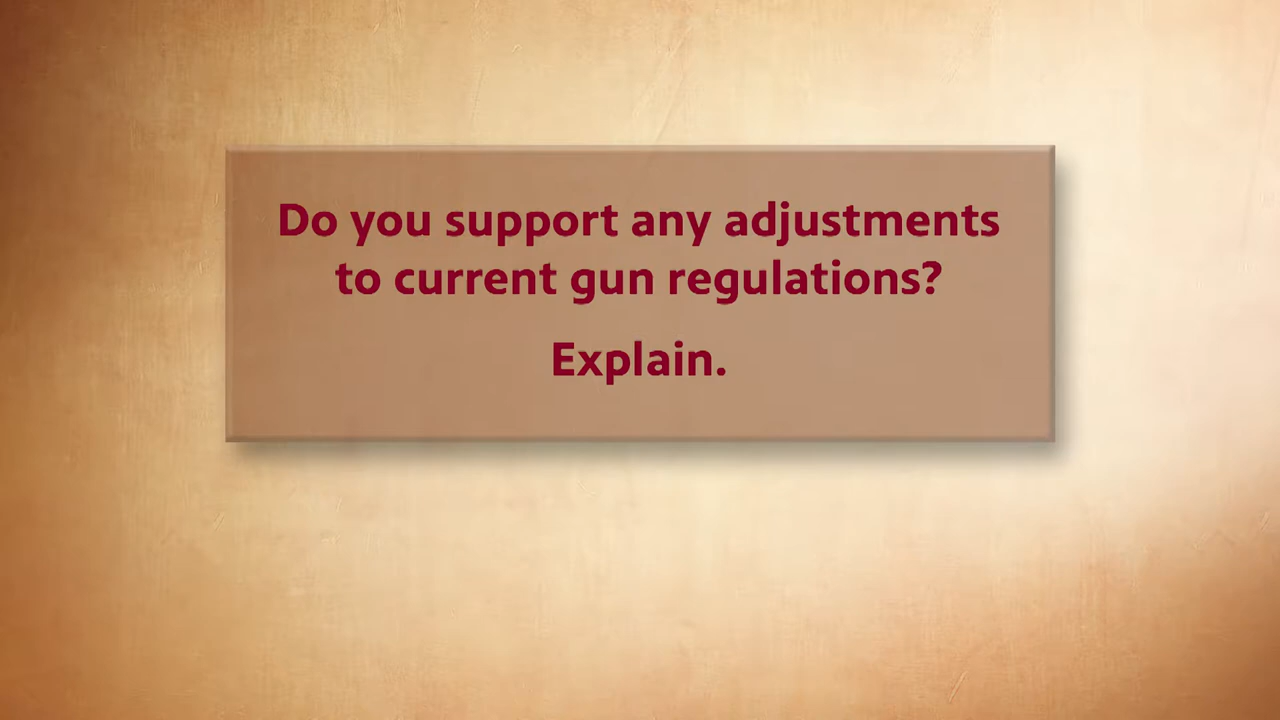 Do you support any adjustments
to current gun regulations?
Explain.